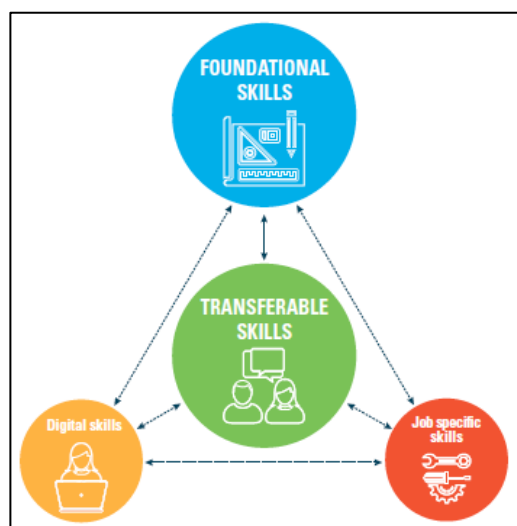 FOUNDATIONAL
SKILLS
TRANSFERABLE
SKILLS
Digital skills
Job specific
skills